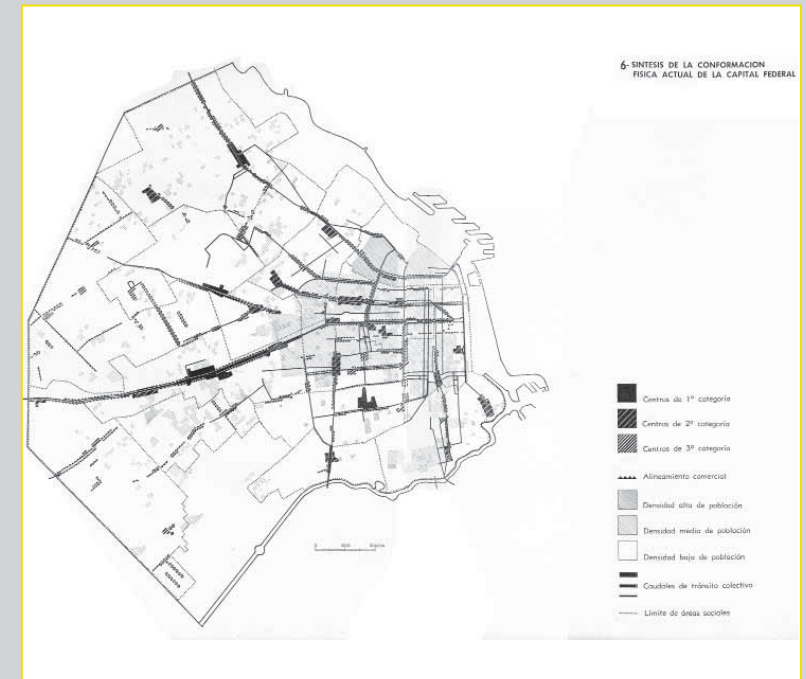 6- SINTESIS DE LA CONFORMACION
FISICA ACTUAL DE LA CAPITAL FEDERAL
Centros de 1ª categoría
Centros de 2ª categoría
Centros de 3ª categoría
Alineamiento comercial
Densidad alta de población
Densidad media de población
Densidad baja de población
Caudales de tránsito colectivo
Límite de áreas sociales
0